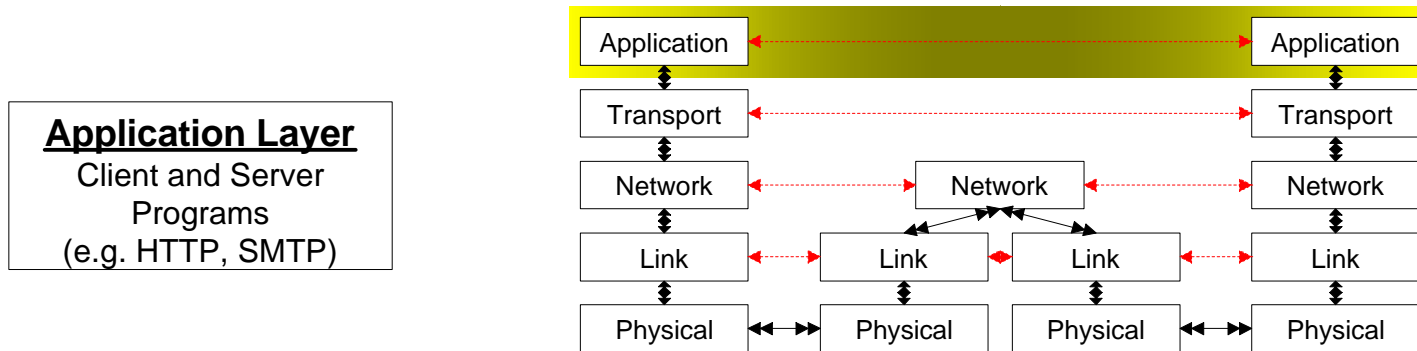 Application Layer
Client and Server
Programs
(e.g. HTTP, SMTP)
Application Application
Transport Transport
Network Network Network
Link Link Link Link
Physical Physical Physical Physical